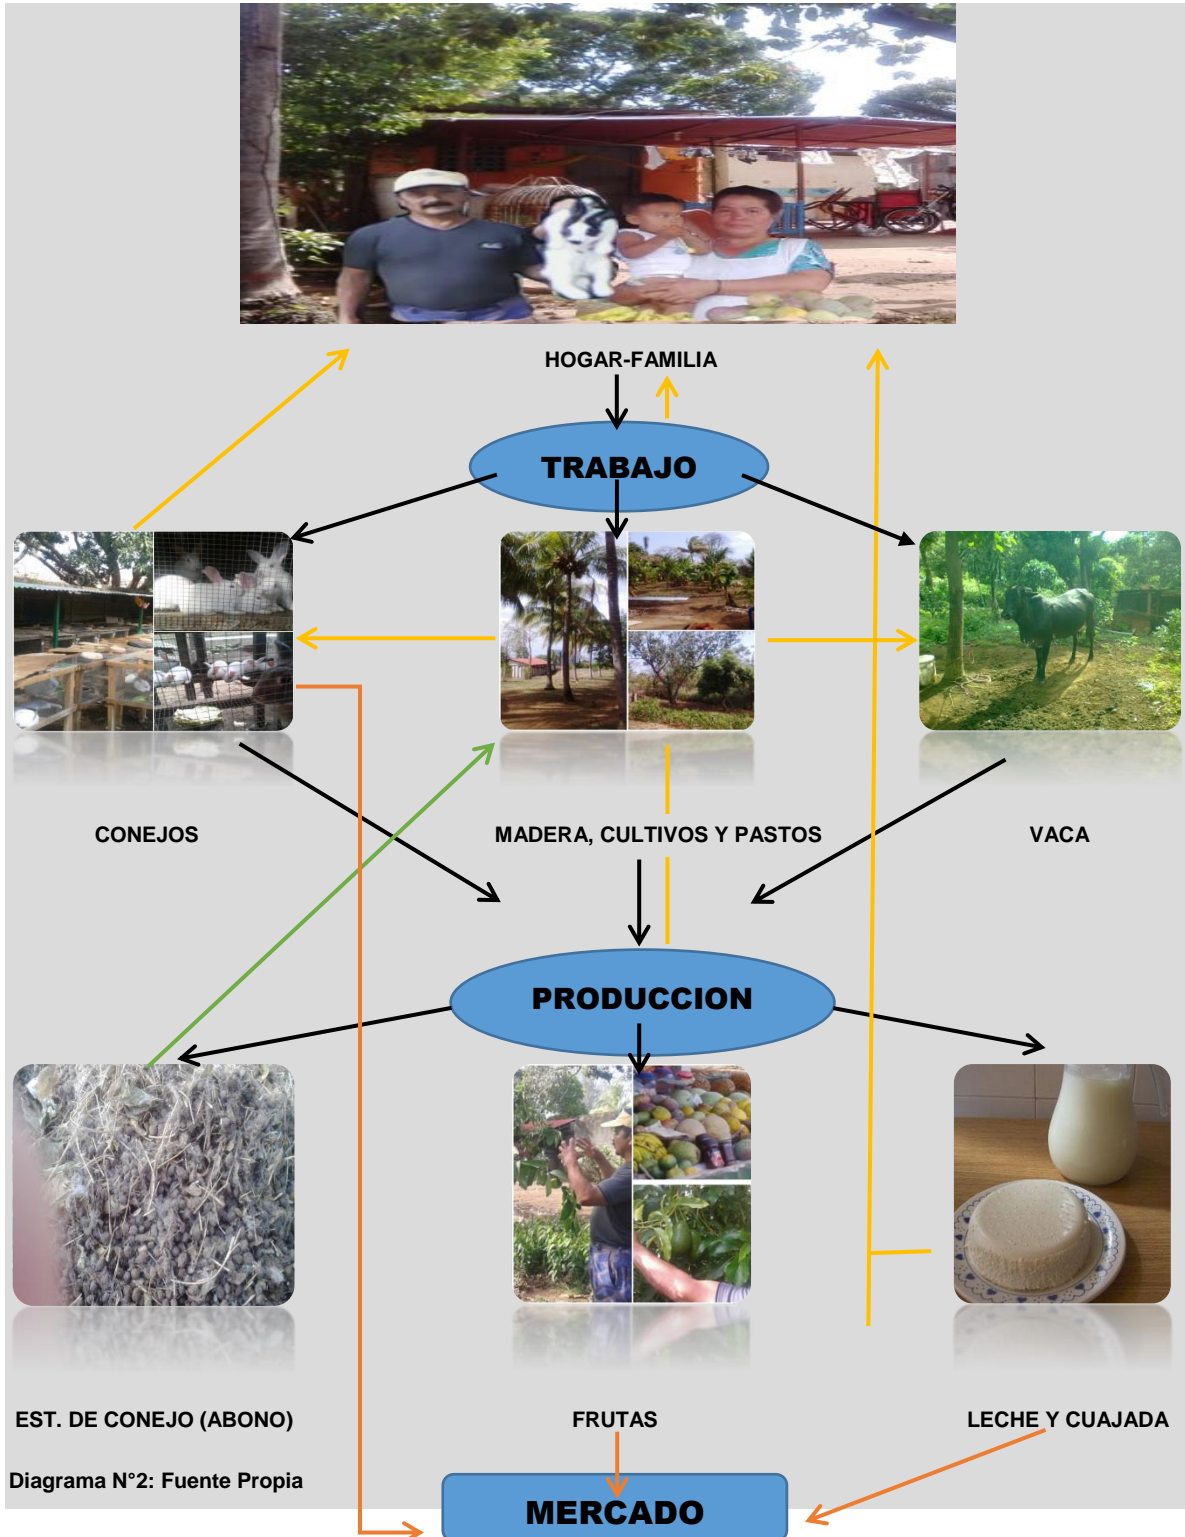 HOGAR-FAMILIA
TRABAJO
CONEJOS
MADERA, CULTIVOS Y PASTOS
VACA
PRODUCCION
EST. DE CONEJO (ABONO)
FRUTAS
LECHE Y CUAJADA
Diagrama N°2: Fuente Propia
MERCADO